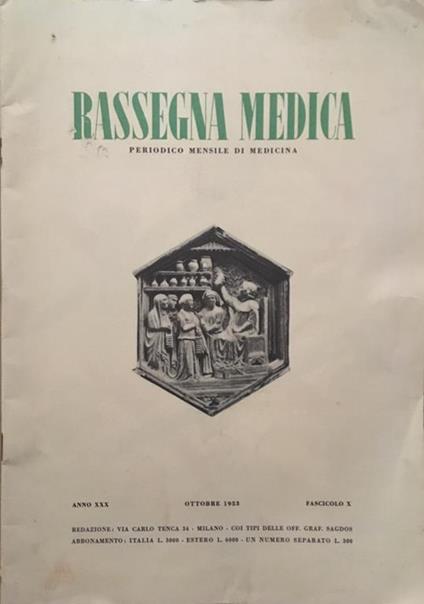 RASSEGNA MEDICA
PERIODICO MENSILE DI MEDICINA
ANNO XXX OTTOBRE 1953 FASCICOLO X
REDAZIONE: VIA CARLO TENCA 34 - MILANO - COI TIPI DELLE OFF. GRAF. SAGDOS
ABBONAMENTO: ITALIA L. 3000 - ESTERO L. 6000 - UN NUMERO SEPARATO L. 300